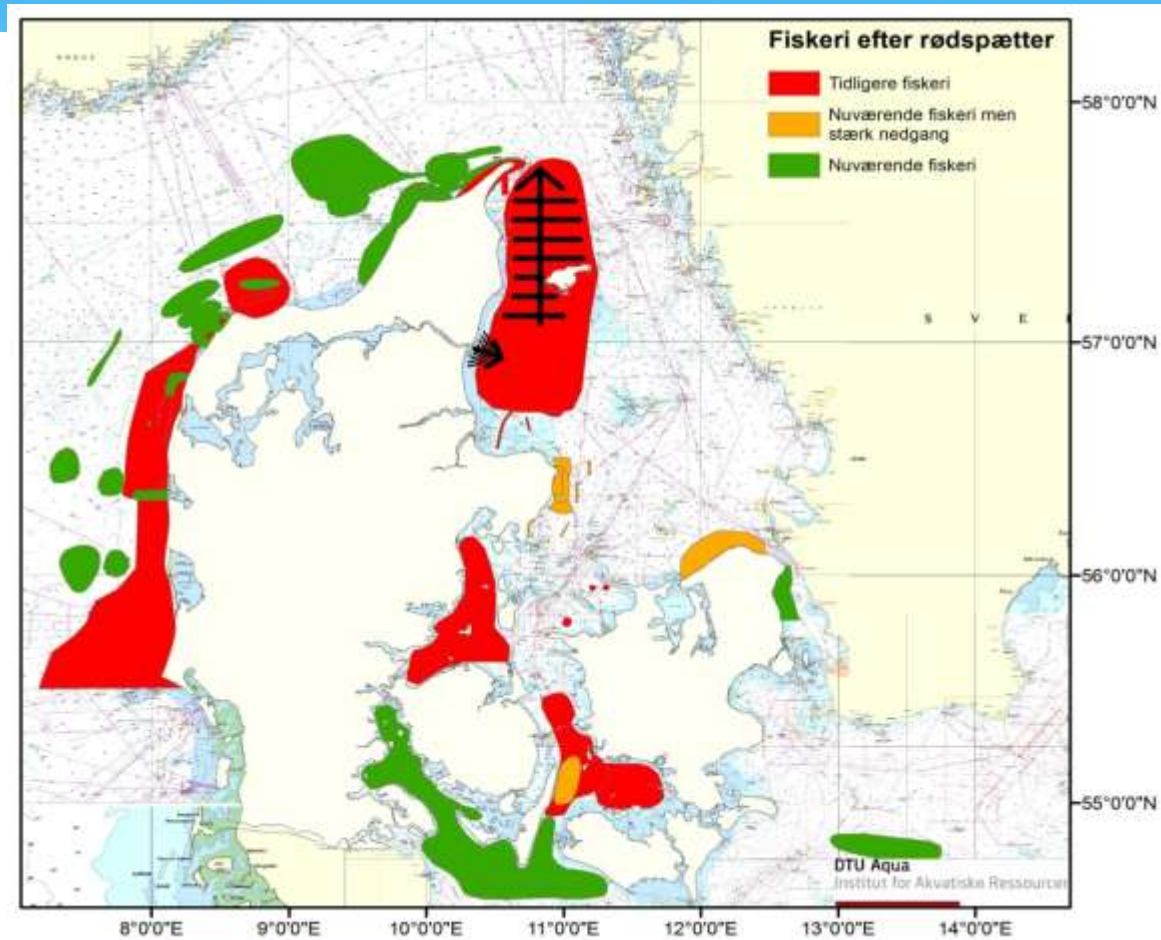 Fiskeri efter rødspætter
Tidligere fiskeri
Nuværende fiskeri men
stærk nedgang
Nuværende fiskeri
58°0'0"N
57°0'0"N
56°0'0"N
55°0'0"N
S V E
DTU Aqua
Institut for Akvatiske Ressourcer
8°0'0"E 9°0'0"E 10°0'0"E 11°0'0"E 12°0'0"E 13°0'0"E 14°0'0"E